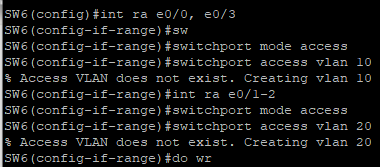 SW6(config)#int ra e0/0, e0/3
SW6(config-if-range)#sw
SW6(config-if-range)#switchport mode access
SW6(config-if-range)#switchport access vlan 10
% Access VLAN does not exist. Creating vlan 10
SW6(config-if-range)#int ra e0/1-2
SW6(config-if-range)#switchport mode access
SW6(config-if-range)#switchport access vlan 20
% Access VLAN does not exist. Creating vlan 20
SW6(config-if-range)#do wr